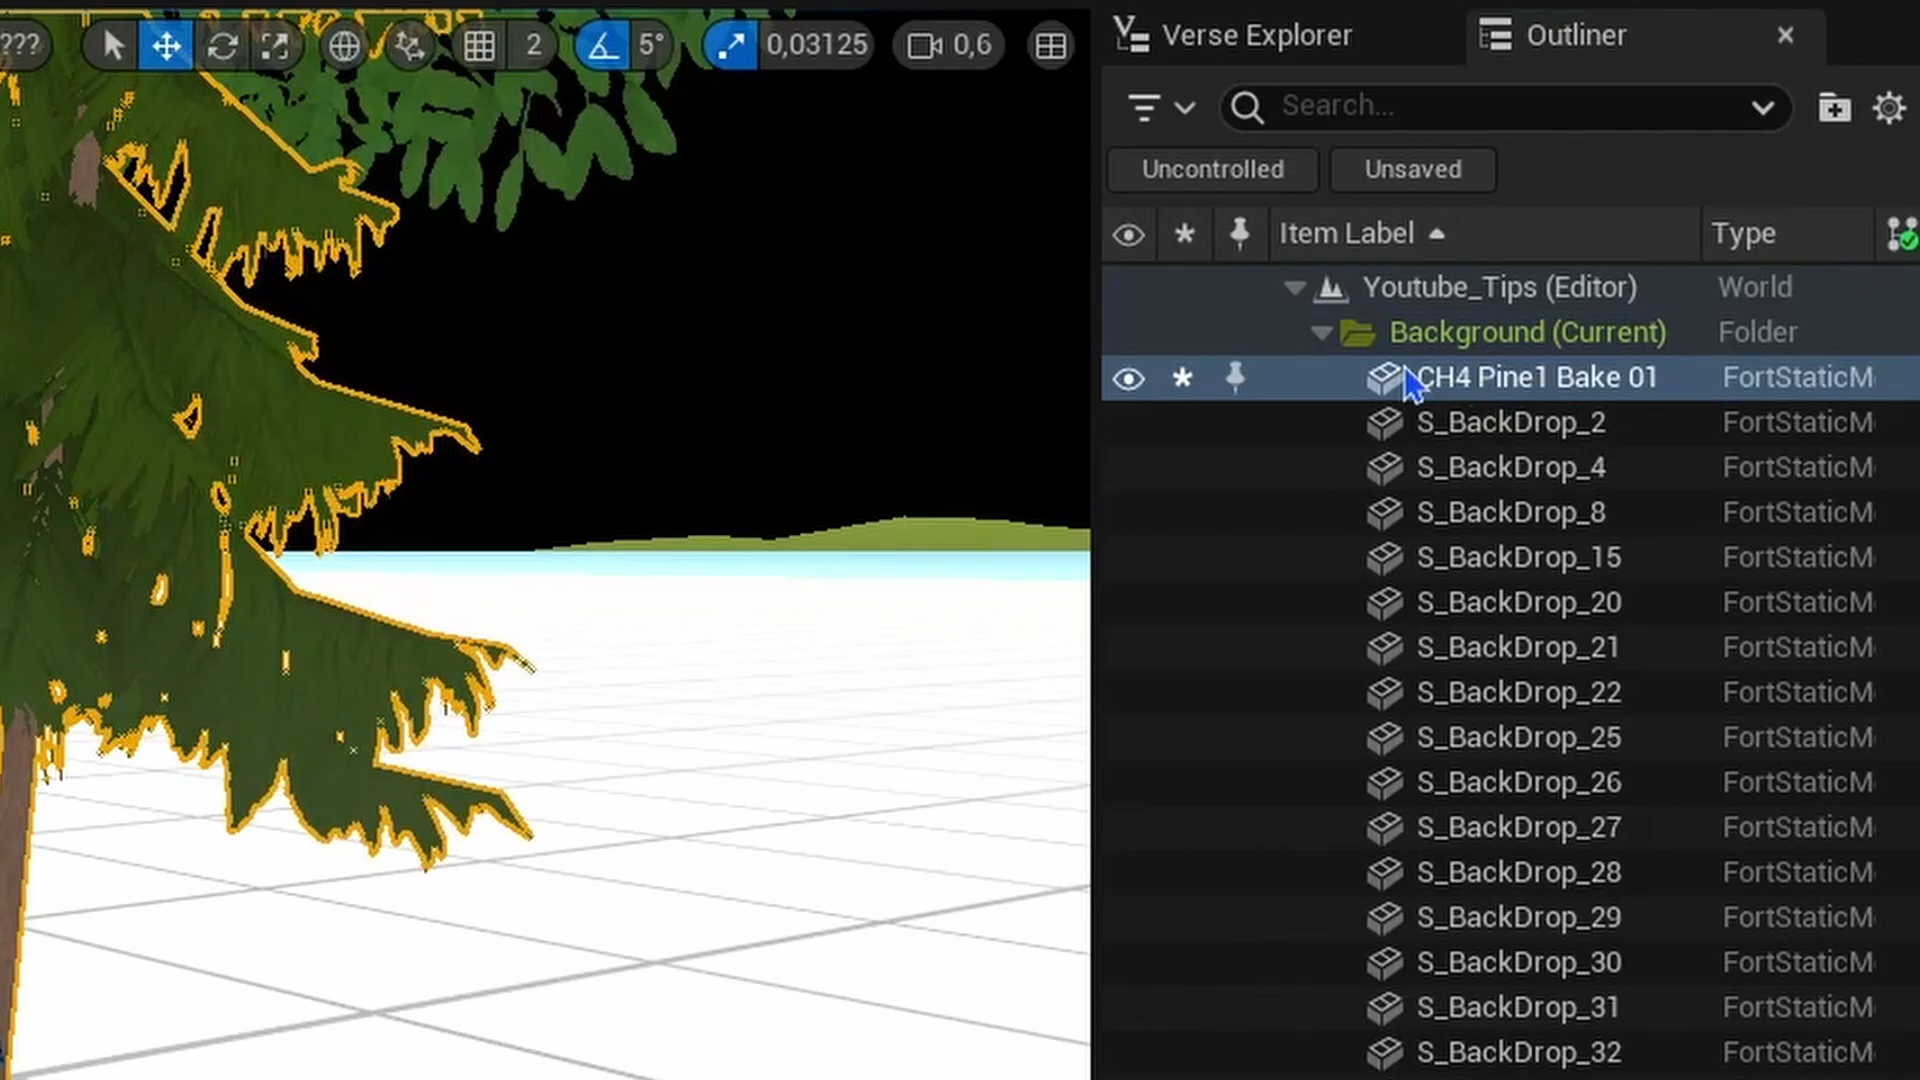 ???
2
5°
0,03125
0,6
Verse Explorer
Outliner
Search...
Uncontrolled
Unsaved
Item Label
Type
Youtube_Tips (Editor) World
Background (Current) Folder
CH4 Pine1 Bake 01 FortStaticM
S_BackDrop_2 FortStaticM
S_BackDrop_4 FortStaticM
S_BackDrop_8 FortStaticM
S_BackDrop_15 FortStaticM
S_BackDrop_20 FortStaticM
S_BackDrop_21 FortStaticM
S_BackDrop_22 FortStaticM
S_BackDrop_25 FortStaticM
S_BackDrop_26 FortStaticM
S_BackDrop_27 FortStaticM
S_BackDrop_28 FortStaticM
S_BackDrop_29 FortStaticM
S_BackDrop_30 FortStaticM
S_BackDrop_31 FortStaticM
S_BackDrop_32 FortStaticM